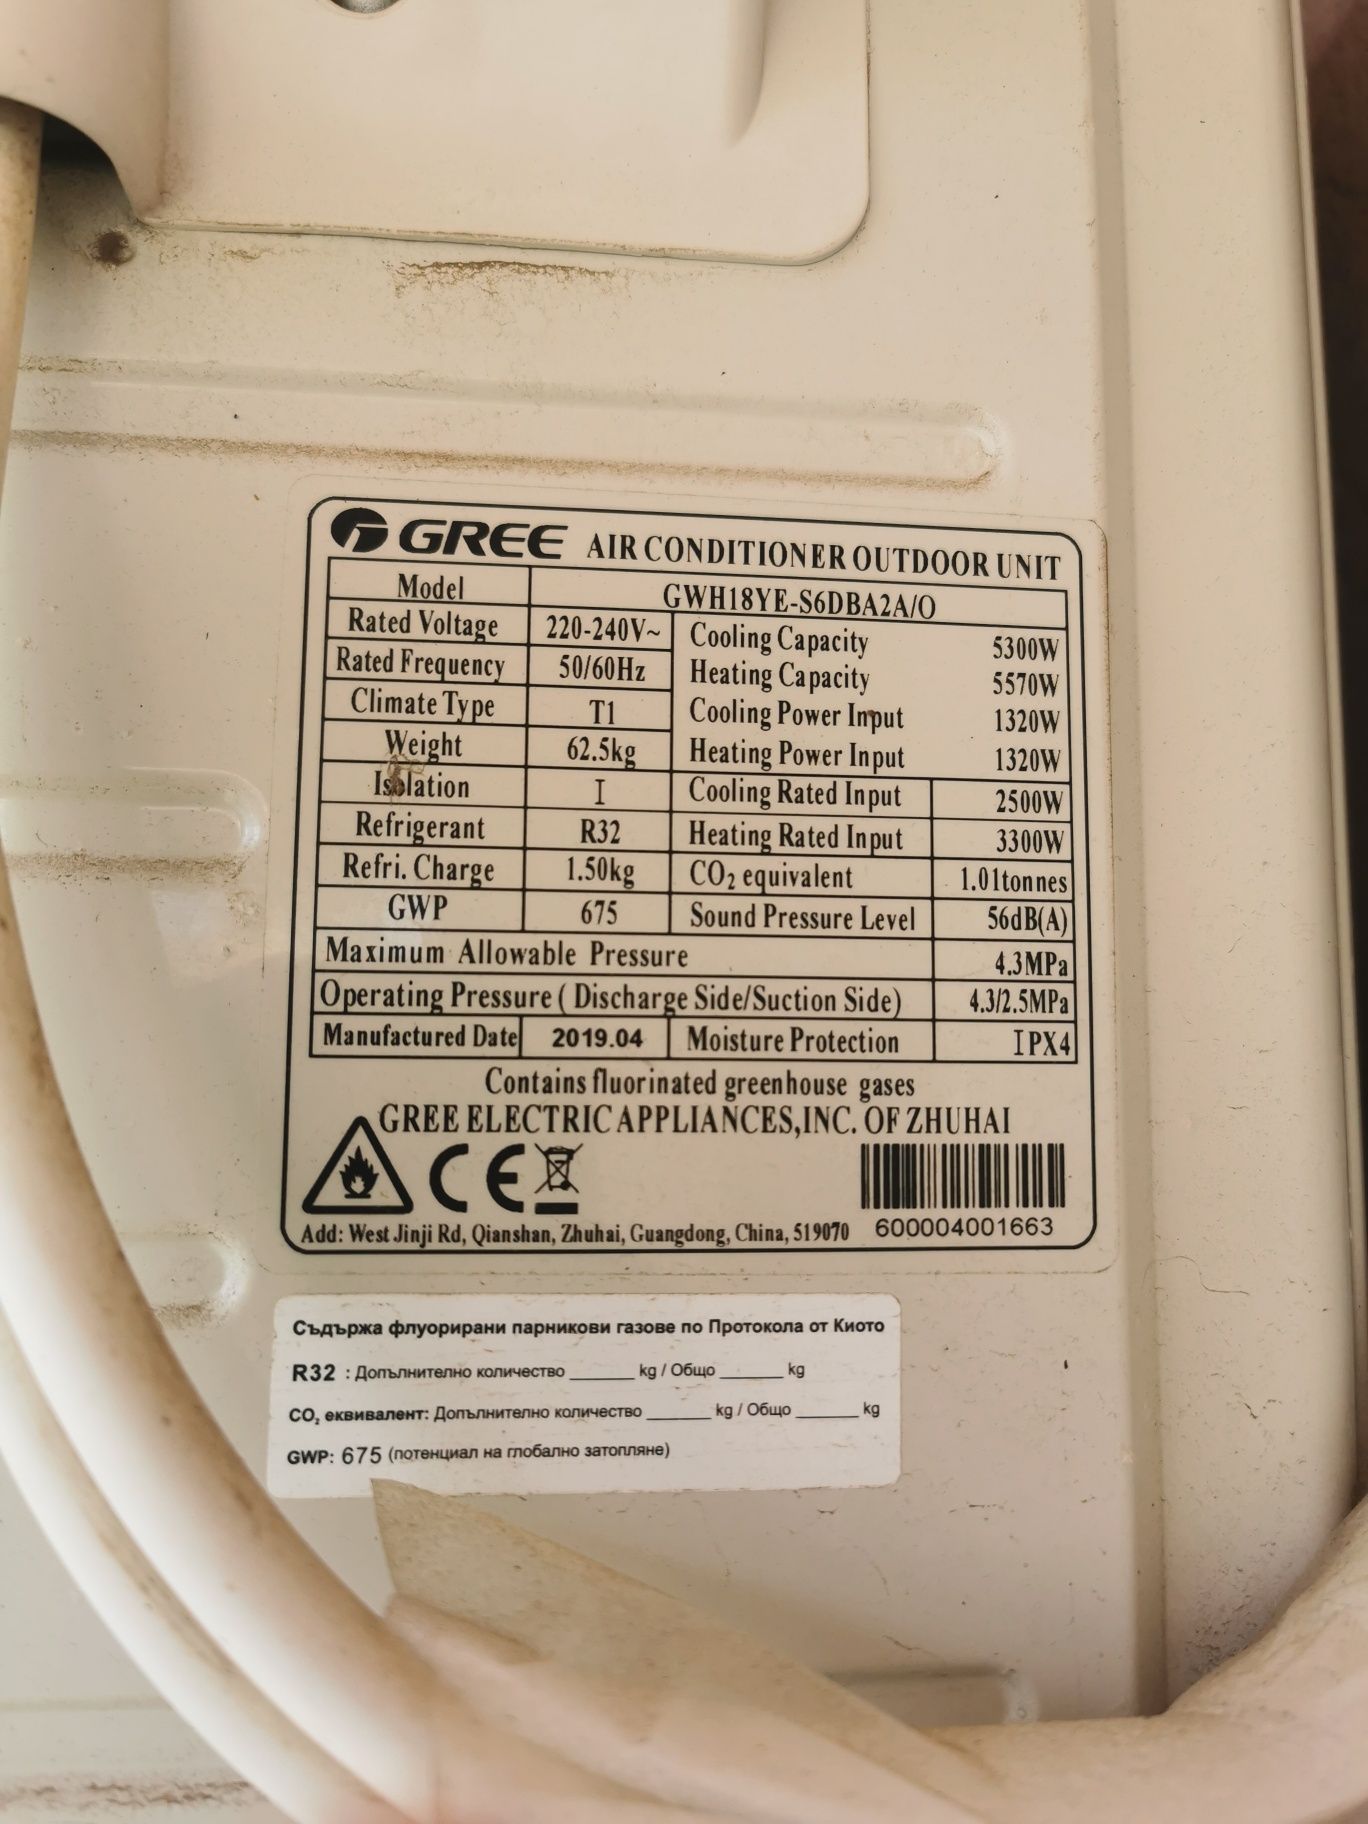 GREE AIR CONDITIONER OUTDOOR UNIT
Model GWH18YE-S6DBA2A/O
Rated Voltage 220-240V~ Cooling Capacity 5300W
Rated Frequency 50/60Hz Heating Capacity 5570W
Climate Type T1 Cooling Power Input 1320W
Weight 62.5kg Heating Power Input 1320W
Isolation I Cooling Rated Input 2500W
Refrigerant R32 Heating Rated Input 3300W
Refri. Charge 1.50kg CO₂ equivalent 1.01tonnes
GWP 675 Sound Pressure Level 56dB(A)
Maximum Allowable Pressure 4.3MPa
Operating Pressure ( Discharge Side/Suction Side) 4.3/2.5MPa
Manufactured Date 2019.04 Moisture Protection IPX4
Contains fluorinated greenhouse gases
GREE ELECTRIC APPLIANCES,INC. OF ZHUHAI
CE
Add: West Jinji Rd, Qianshan, Zhuhai, Guangdong, China, 519070 600004001663
Съдържа флуорирани парникови газове по Протокола от Киото
R32 : Допълнително количество ______ kg / Общо ______ kg
CO₂ еквивалент: Допълнително количество ______ kg / Общо ______ kg
GWP: 675 (потенциал на глобално затопляне)